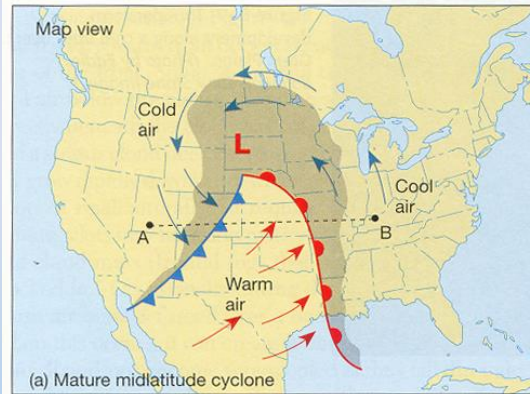 Map view
Cold
air
L
Cool
air
A
B
Warm
air
(a) Mature midlatitude cyclone